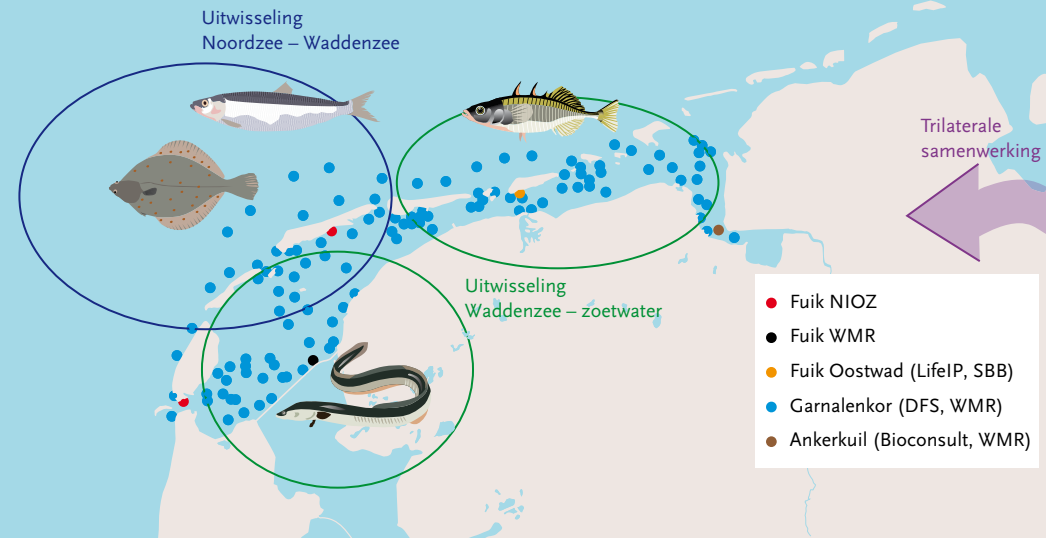 Uitwisseling
Noordzee – Waddenzee
Trilaterale
samenwerking
Uitwisseling
Waddenzee – zoetwater
Fuik NIOZ
Fuik WMR
Fuik Oostwad (LifeIP, SBB)
Garnalenkor (DFS, WMR)
Ankerkuil (Bioconsult, WMR)